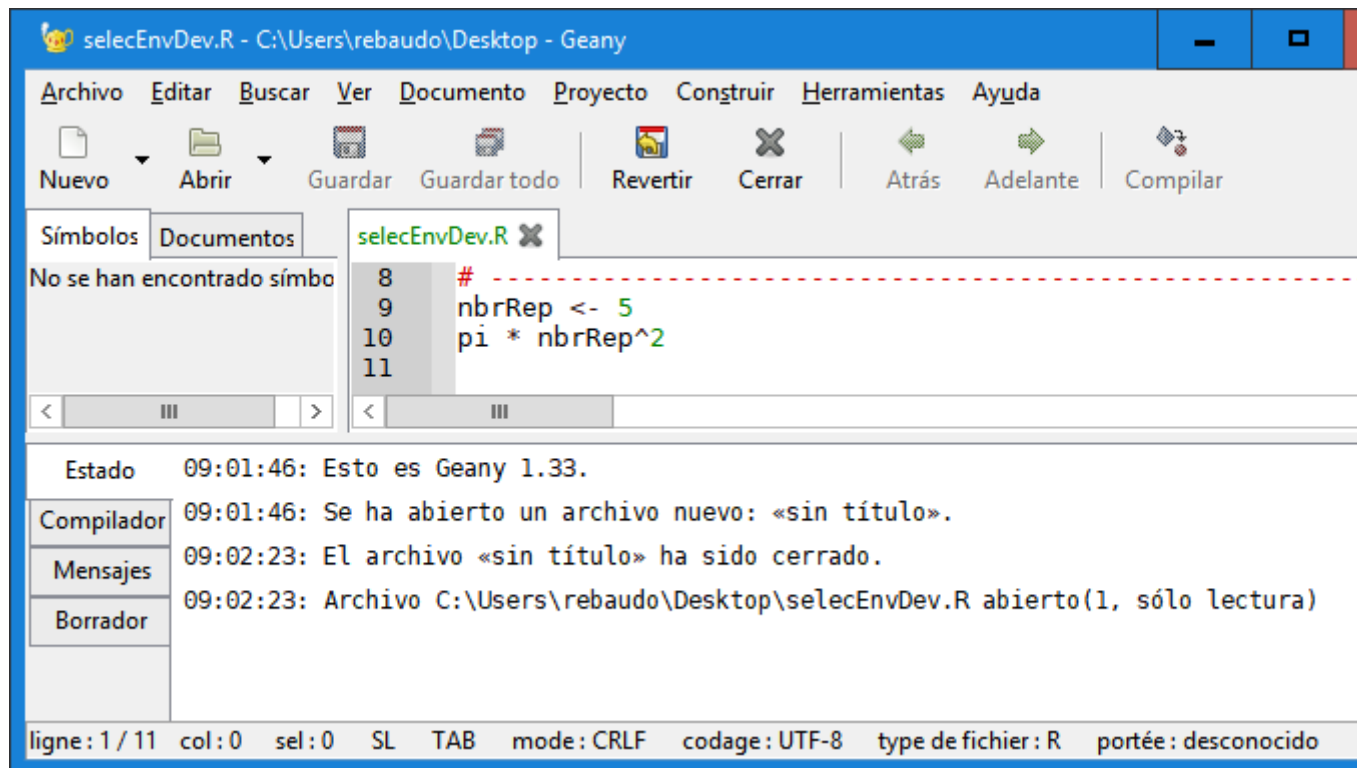 selecEnvDev.R - C:\Users\rebaudo\Desktop - Geany
Archivo Editar Buscar Ver Documento Proyecto Construir Herramientas Ayuda
Nuevo Abrir Guardar Guardar todo Revertir Cerrar Atrás Adelante Compilar
Símbolos Documentos selecEnvDev.R
No se han encontrado símbo
8 # - - - - - - - - - - - - - - - - - - - - - - - - - - - - - - - - - - - - - - - - - - - - - - - - - - - - - - -
9 nbrRep <- 5
10 pi * nbrRep^2
11
Estado
Compilador
Mensajes
Borrador
09:01:46: Esto es Geany 1.33.
09:01:46: Se ha abierto un archivo nuevo: «sin título».
09:02:23: El archivo «sin título» ha sido cerrado.
09:02:23: Archivo C:\Users\rebaudo\Desktop\selecEnvDev.R abierto(1, sólo lectura)
ligne : 1 / 11 col : 0 sel : 0 SL TAB mode : CRLF codage : UTF-8 type de fichier : R portée : desconocido